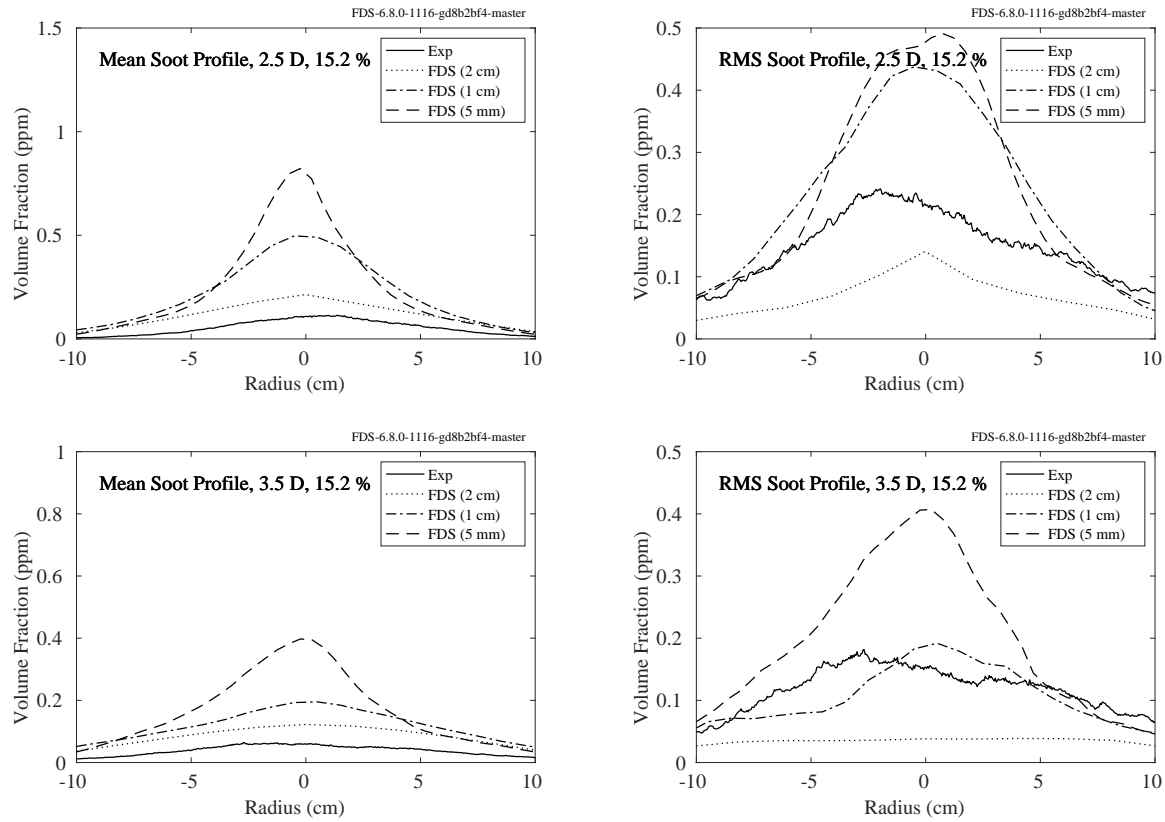 FDS-6.8.0-1116-gd8b2bf4-master
Mean Soot Profile, 2.5 D, 15.2 %
Exp
FDS (2 cm)
FDS (1 cm)
FDS (5 mm)
1.5
1
0.5
0
-10
-5
0
5
10
Volume Fraction (ppm)
Radius (cm)
FDS-6.8.0-1116-gd8b2bf4-master
RMS Soot Profile, 2.5 D, 15.2 %
Exp
FDS (2 cm)
FDS (1 cm)
FDS (5 mm)
0.5
0.4
0.3
0.2
0.1
0
-10
-5
0
5
10
Volume Fraction (ppm)
Radius (cm)
FDS-6.8.0-1116-gd8b2bf4-master
Mean Soot Profile, 3.5 D, 15.2 %
Exp
FDS (2 cm)
FDS (1 cm)
FDS (5 mm)
1
0.8
0.6
0.4
0.2
0
-10
-5
0
5
10
Volume Fraction (ppm)
Radius (cm)
FDS-6.8.0-1116-gd8b2bf4-master
RMS Soot Profile, 3.5 D, 15.2 %
Exp
FDS (2 cm)
FDS (1 cm)
FDS (5 mm)
0.5
0.4
0.3
0.2
0.1
0
-10
-5
0
5
10
Volume Fraction (ppm)
Radius (cm)